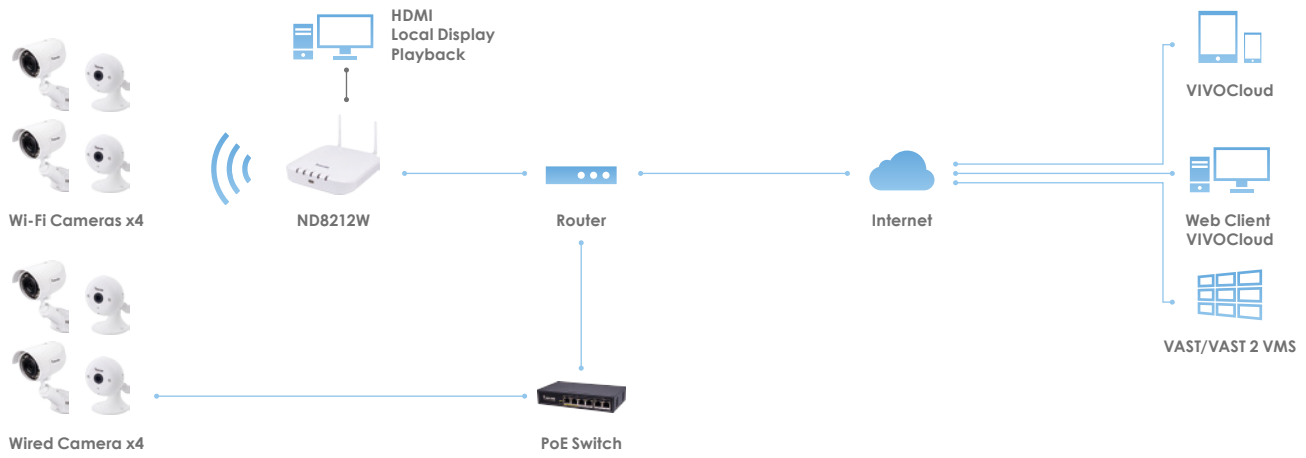 HDMI
Local Display
Playback
VIVOCloud
Wi-Fi Cameras x4
ND8212W
Router
Internet
Web Client
VIVOCloud
VAST/VAST 2 VMS
Wired Camera x4
PoE Switch